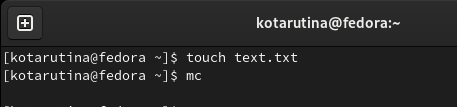 kotarutina@fedora:~
[kotarutina@fedora ~]$ touch text.txt
[kotarutina@fedora ~]$ mc